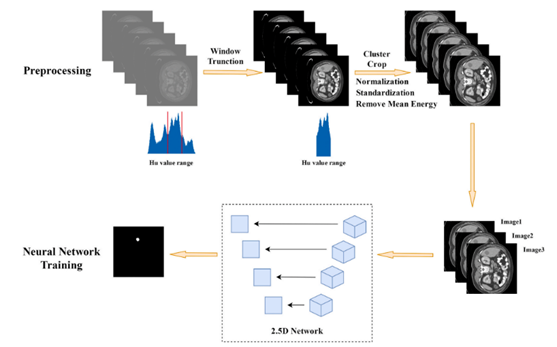 Preprocessing
Window
Trunction
Cluster
Crop
Normalization
Standardization
Remove Mean Energy
Hu value range
Hu value range
Image1
Image2
Image3
Neural Network
Training
2.5D Network